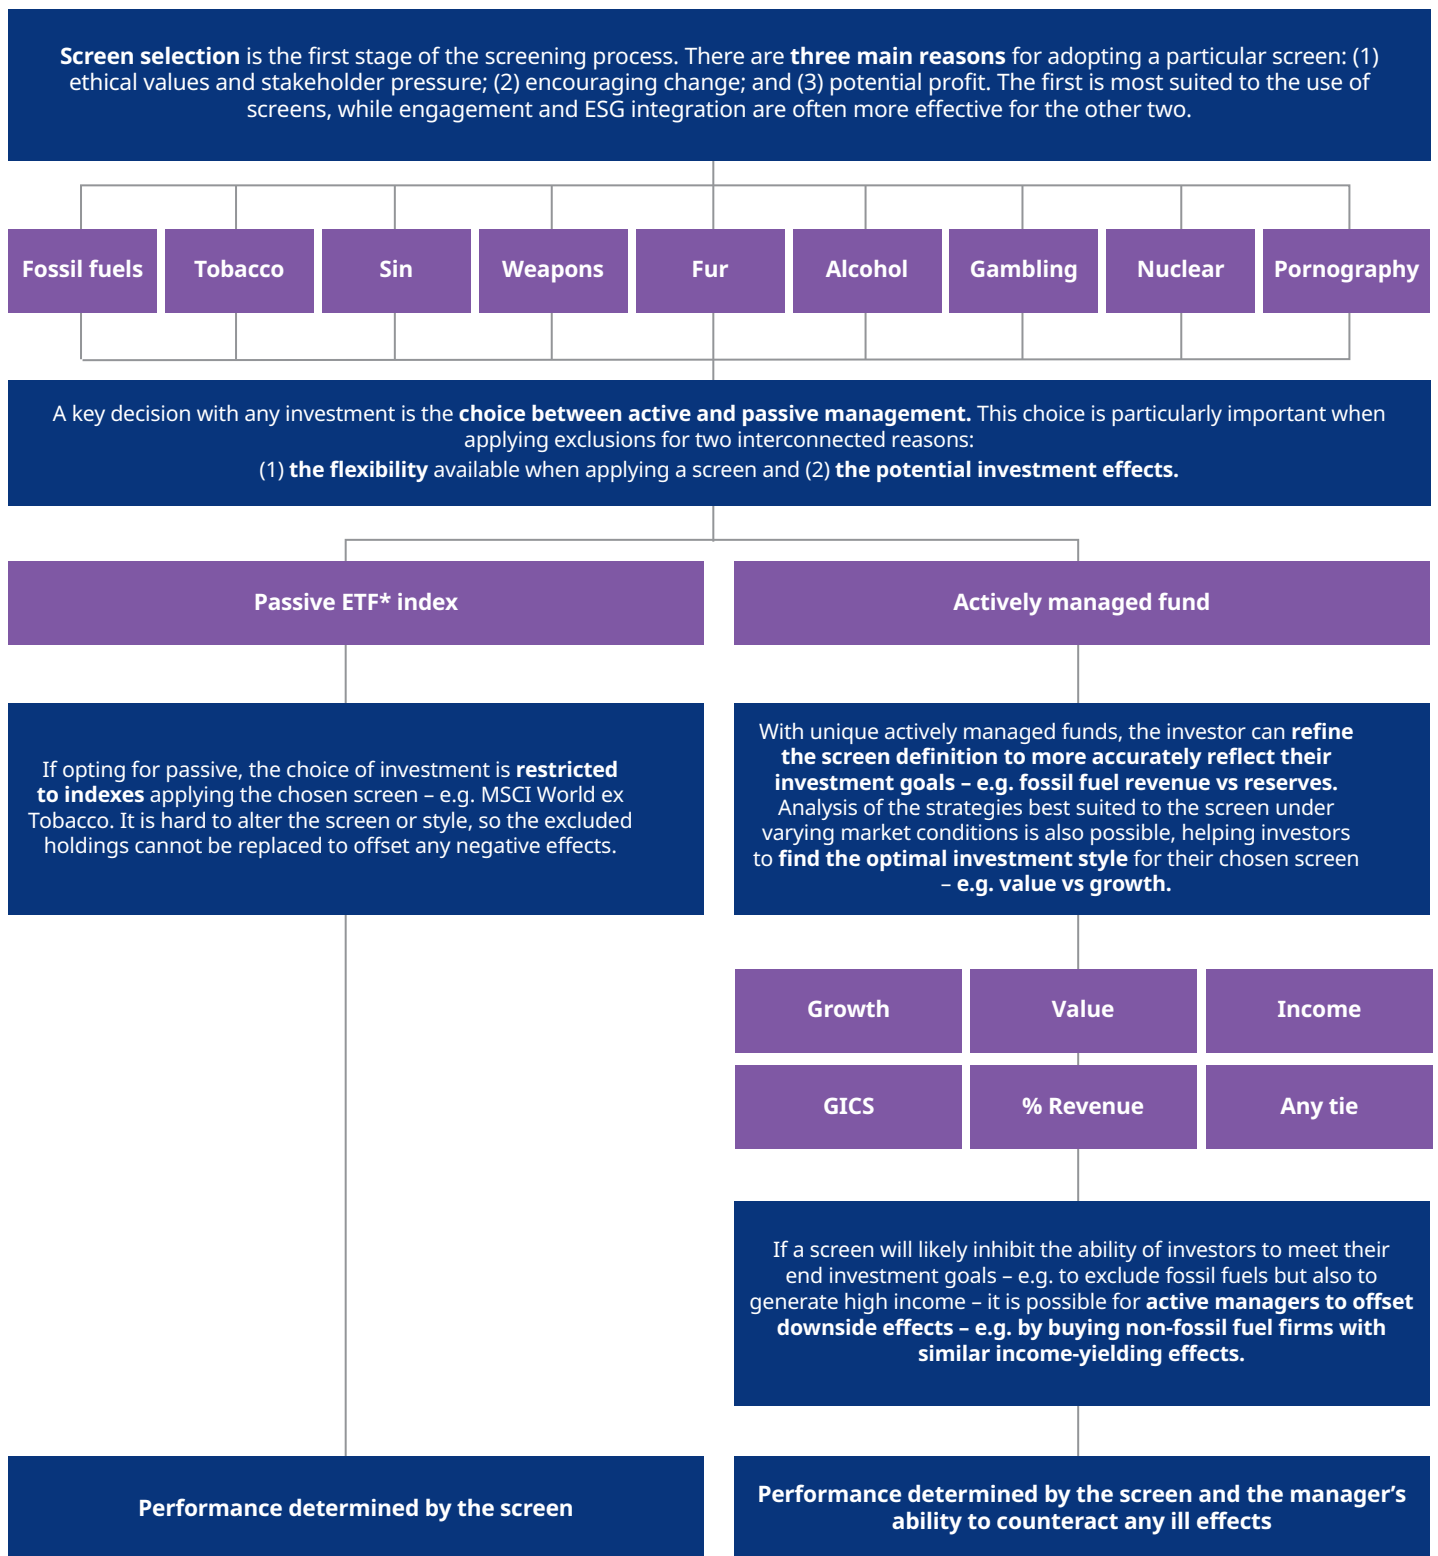 Screen selection is the first stage of the screening process. There are three main reasons for adopting a particular screen: (1)
ethical values and stakeholder pressure; (2) encouraging change; and (3) potential profit. The first is most suited to the use of
screens, while engagement and ESG integration are often more effective for the other two.
Fossil fuels
Tobacco
Sin
Weapons
Fur
Alcohol
Gambling
Nuclear
Pornography
A key decision with any investment is the choice between active and passive management. This choice is particularly important when
applying exclusions for two interconnected reasons:
(1) the flexibility available when applying a screen and (2) the potential investment effects.
Passive ETF* index
If opting for passive, the choice of investment is restricted
to indexes applying the chosen screen – e.g. MSCI World ex
Tobacco. It is hard to alter the screen or style, so the excluded
holdings cannot be replaced to offset any negative effects.
Performance determined by the screen
Actively managed fund
With unique actively managed funds, the investor can refine
the screen definition to more accurately reflect their
investment goals – e.g. fossil fuel revenue vs reserves.
Analysis of the strategies best suited to the screen under
varying market conditions is also possible, helping investors
to find the optimal investment style for their chosen screen
– e.g. value vs growth.
Growth
Value
Income
GICS
% Revenue
Any tie
If a screen will likely inhibit the ability of investors to meet their
end investment goals – e.g. to exclude fossil fuels but also to
generate high income – it is possible for active managers to offset
downside effects – e.g. by buying non-fossil fuel firms with
similar income-yielding effects.
Performance determined by the screen and the manager’s
ability to counteract any ill effects